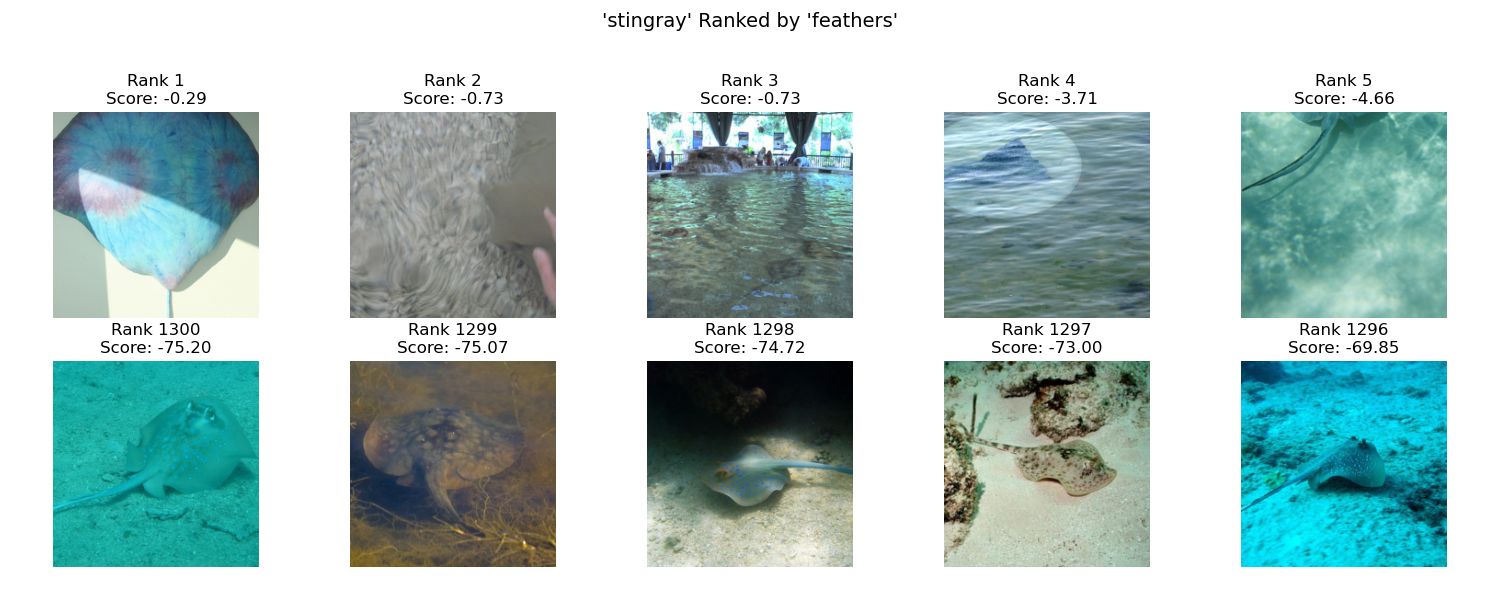 'stingray' Ranked by 'feathers'
Rank 1
Score: -0.29
Rank 2
Score: -0.73
Rank 3
Score: -0.73
Rank 4
Score: -3.71
Rank 5
Score: -4.66
Rank 1300
Score: -75.20
Rank 1299
Score: -75.07
Rank 1298
Score: -74.72
Rank 1297
Score: -73.00
Rank 1296
Score: -69.85